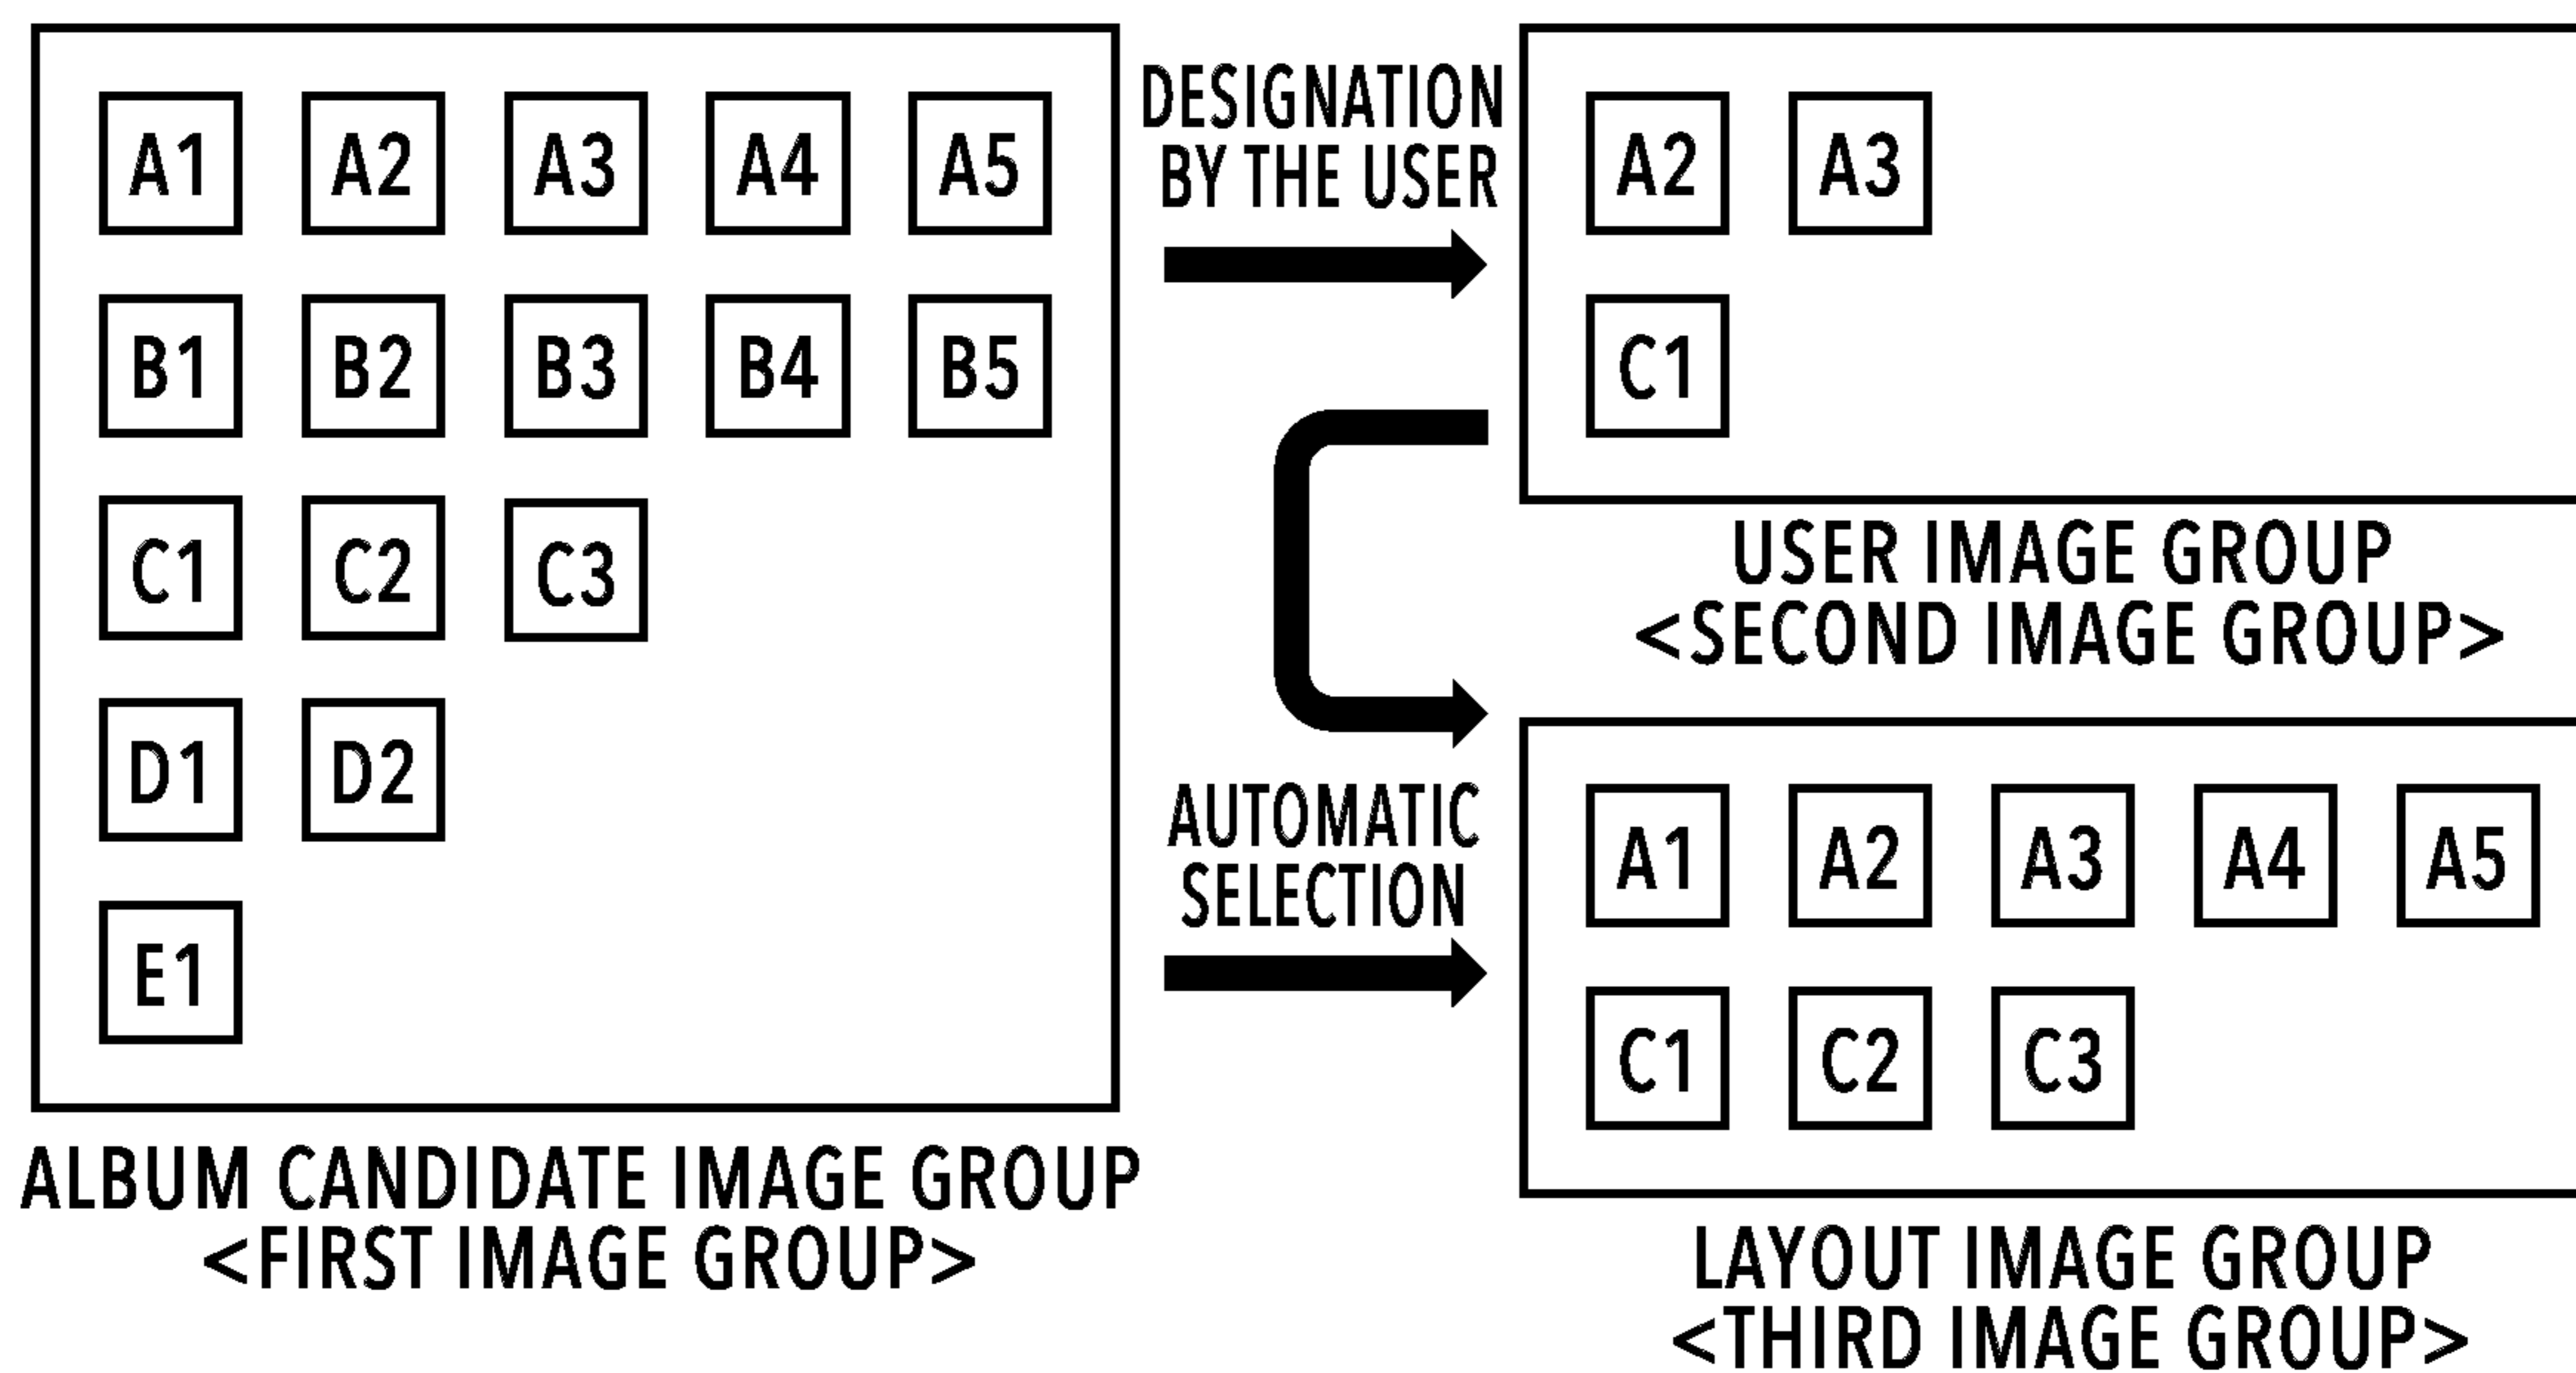 A1 A2 A3 A4 A5
B1 B2 B3 B4 B5
C1 C2 C3
D1 D2
E1
ALBUM CANDIDATE IMAGE GROUP
<FIRST IMAGE GROUP>
DESIGNATION
BY THE USER
AUTOMATIC
SELECTION
A2 A3
C1
USER IMAGE GROUP
<SECOND IMAGE GROUP>
A1 A2 A3 A4 A5
C1 C2 C3
LAYOUT IMAGE GROUP
<THIRD IMAGE GROUP>